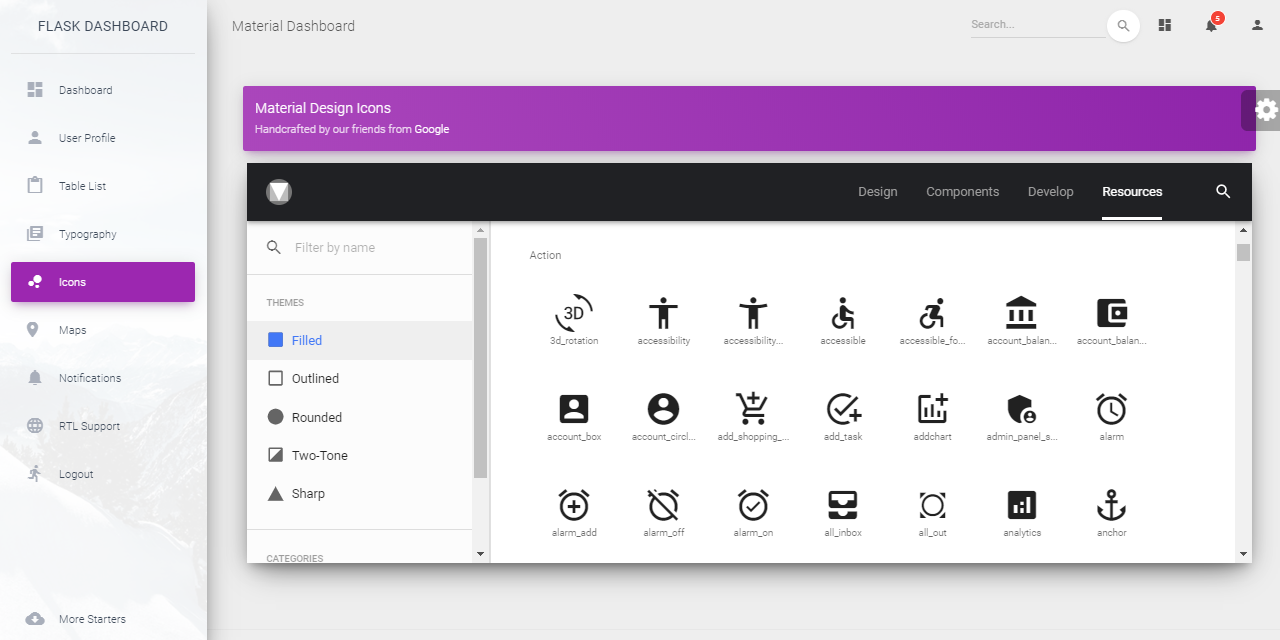 FLASK DASHBOARD
Dashboard
User Profile
Table List
Typography
Icons
Maps
Notifications
RTL Support
Logout
More Starters
Material Dashboard
Search...
5
Material Design Icons
Handcrafted by our friends from Google
Design Components Develop Resources
Filter by name
THEMES
Filled
Outlined
Rounded
Two-Tone
Sharp
CATEGORIES
Action
3D
3d_rotation accessibility accessibility... accessible accessible_fo... account_balan... account_balan...
account_box account_circl... add_shopping_... add_task addchart admin_panel_s... alarm
alarm_add alarm_off alarm_on all_inbox all_out analytics anchor